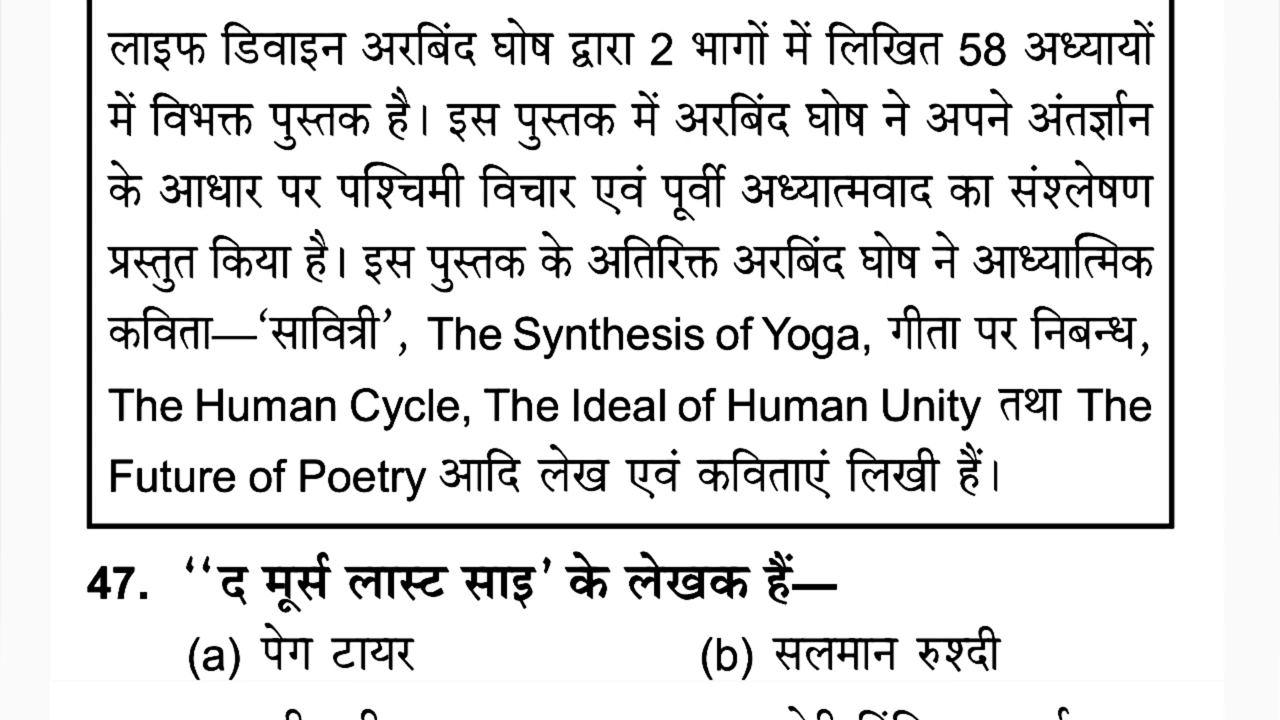 लाइफ डिवाइन अरबिंद घोष द्वारा 2 भागों में लिखित 58 अध्यायों
में विभक्त पुस्तक है। इस पुस्तक में अरबिंद घोष ने अपने अंतर्ज्ञान
के आधार पर पश्चिमी विचार एवं पूर्वी अध्यात्मवाद का संश्लेषण
प्रस्तुत किया है। इस पुस्तक के अतिरिक्त अरबिंद घोष ने आध्यात्मिक
कविता—‘सावित्री’, The Synthesis of Yoga, गीता पर निबन्ध,
The Human Cycle, The Ideal of Human Unity तथा The
Future of Poetry आदि लेख एवं कविताएं लिखी हैं।
47. ‘‘द मूर्स लास्ट साइ’ के लेखक हैं—
(a) पेग टायर (b) सलमान रुश्दी